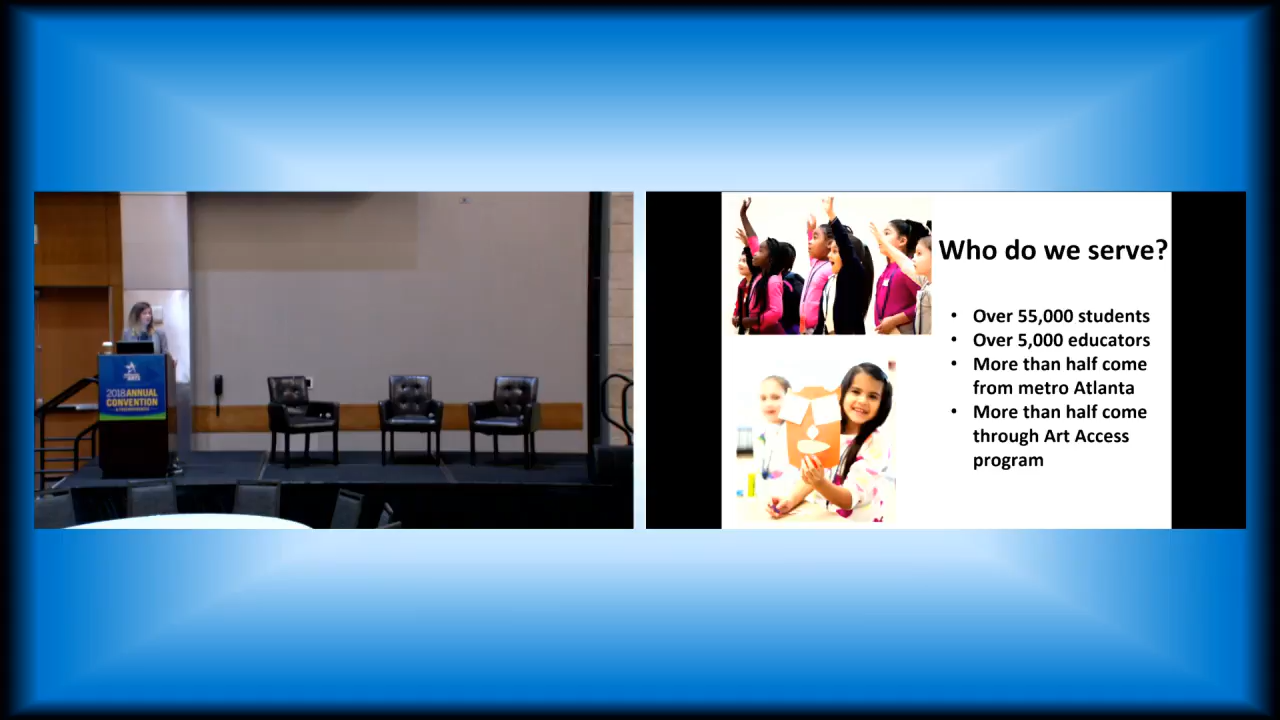 2018 ANNUAL
CONVENTION
Who do we serve?
• Over 55,000 students
• Over 5,000 educators
• More than half come
from metro Atlanta
• More than half come
through Art Access
program